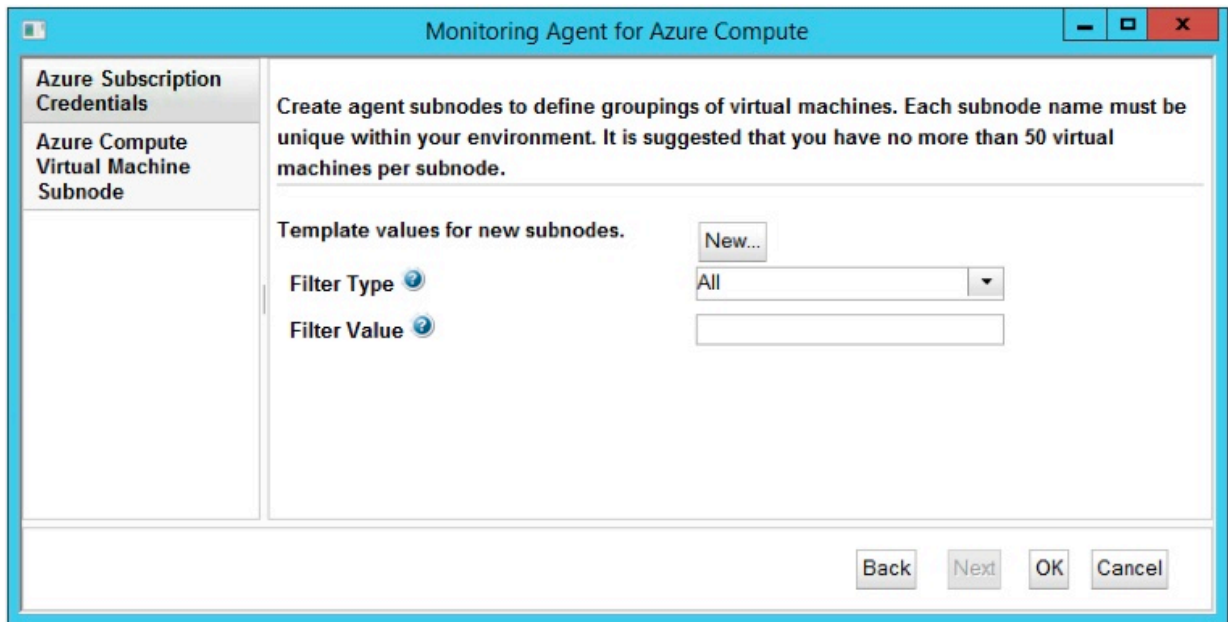 Monitoring Agent for Azure Compute
Azure Subscription
Credentials
Azure Compute
Virtual Machine
Subnode
Create agent subnodes to define groupings of virtual machines. Each subnode name must be
unique within your environment. It is suggested that you have no more than 50 virtual
machines per subnode.
Template values for new subnodes.
New...
Filter Type
All
Filter Value
Back
Next
OK
Cancel